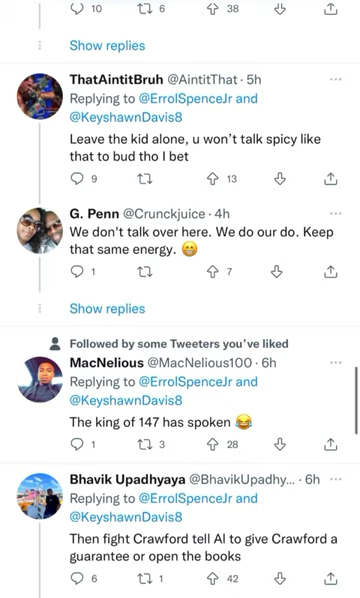 10 6 38
Show replies
ThatAintitBruh @AintitThat · 5h
Replying to @ErrolSpenceJr and
@KeyshawnDavis8
Leave the kid alone, u won't talk spicy like
that to bud tho I bet
9 13
G. Penn @Crunckjuice · 4h
We don't talk over here. We do our do. Keep
that same energy. 😁
1 7
Show replies
Followed by some Tweeters you've liked
MacNelious @MacNelious100 · 6h
Replying to @ErrolSpenceJr and
@KeyshawnDavis8
The king of 147 has spoken 😂
1 3 28
Bhavik Upadhyaya @BhavikUpadhy... · 6h
Replying to @ErrolSpenceJr and
@KeyshawnDavis8
Then fight Crawford tell Al to give Crawford a
guarantee or open the books
6 1 42